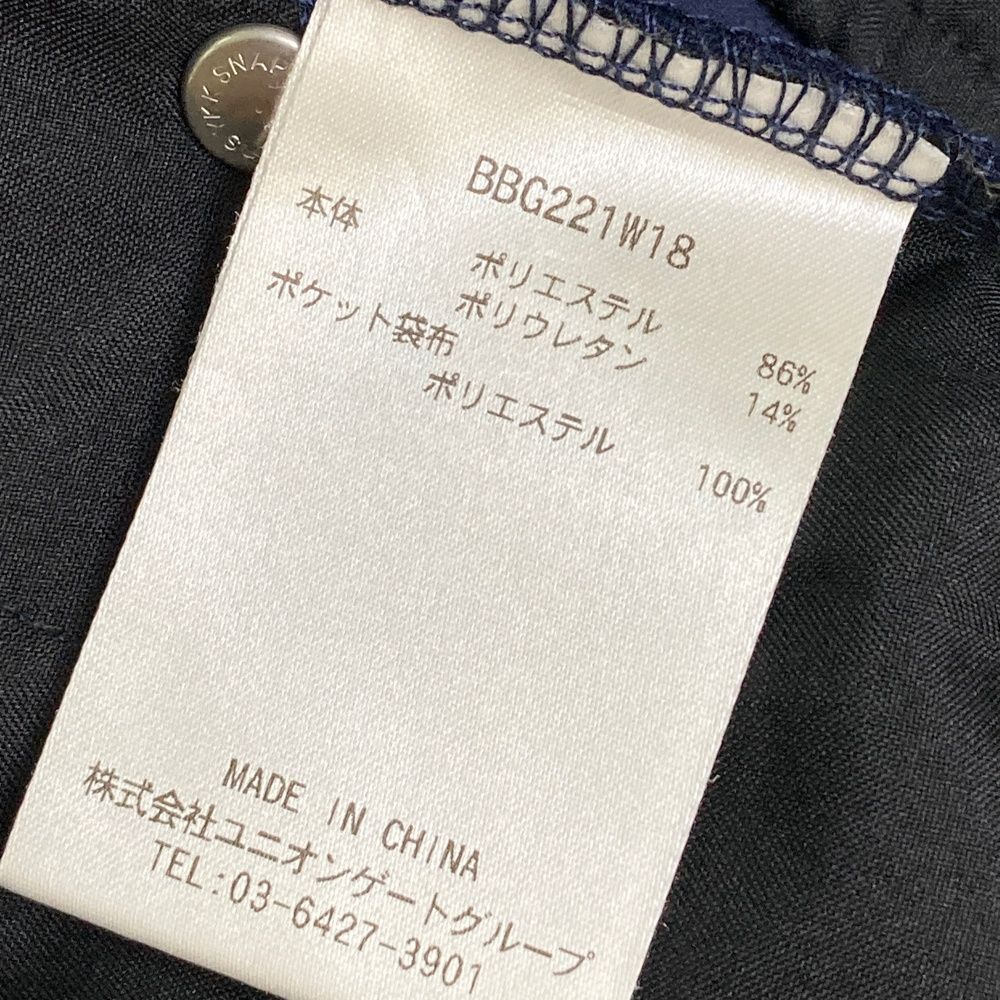 YKK SNAP
BBG221W18
本体
ポリエステル 86%
ポリウレタン 14%
ポケット袋布
ポリエステル 100%
MADE IN CHINA
株式会社ユニオンゲートグループ
TEL:03-6427-3901